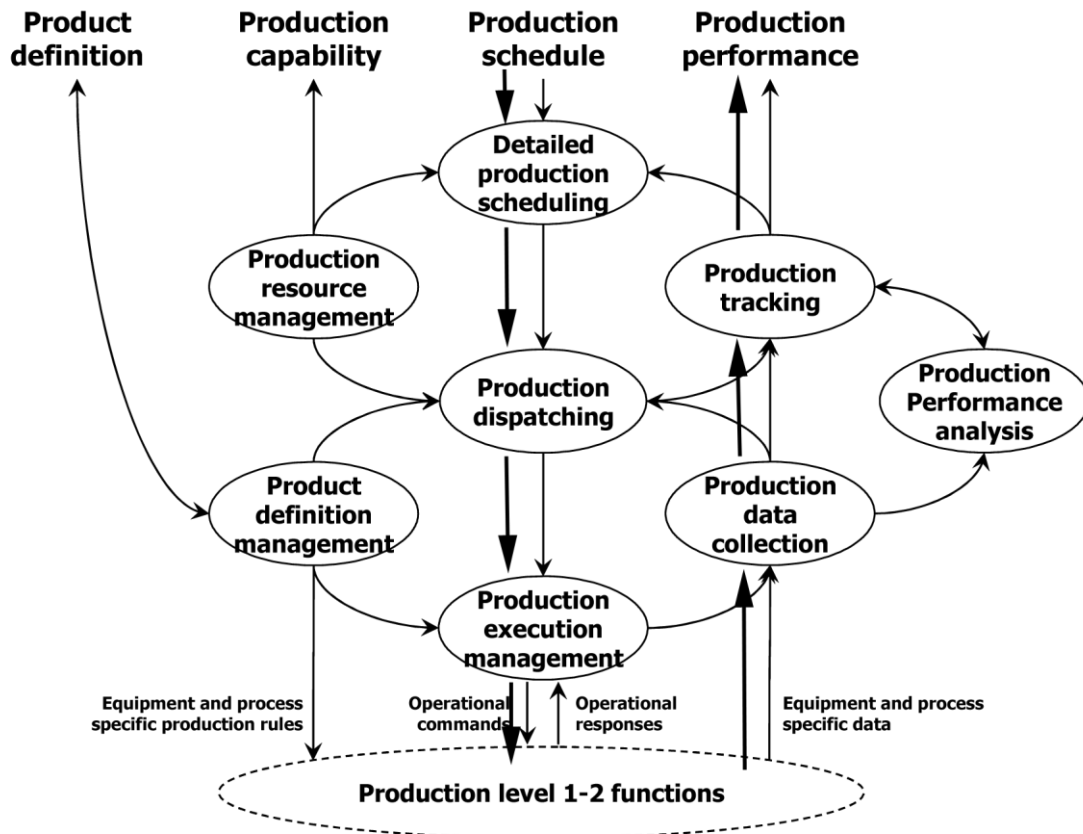 Product
definition
Production
capability
Production
schedule
Production
performance
Detailed
production
scheduling
Production
resource
management
Production
tracking
Production
dispatching
Production
Performance
analysis
Product
definition
management
Production
data
collection
Production
execution
management
Equipment and process
specific production rules
Operational
commands
Operational
responses
Equipment and process
specific data
Production level 1-2 functions